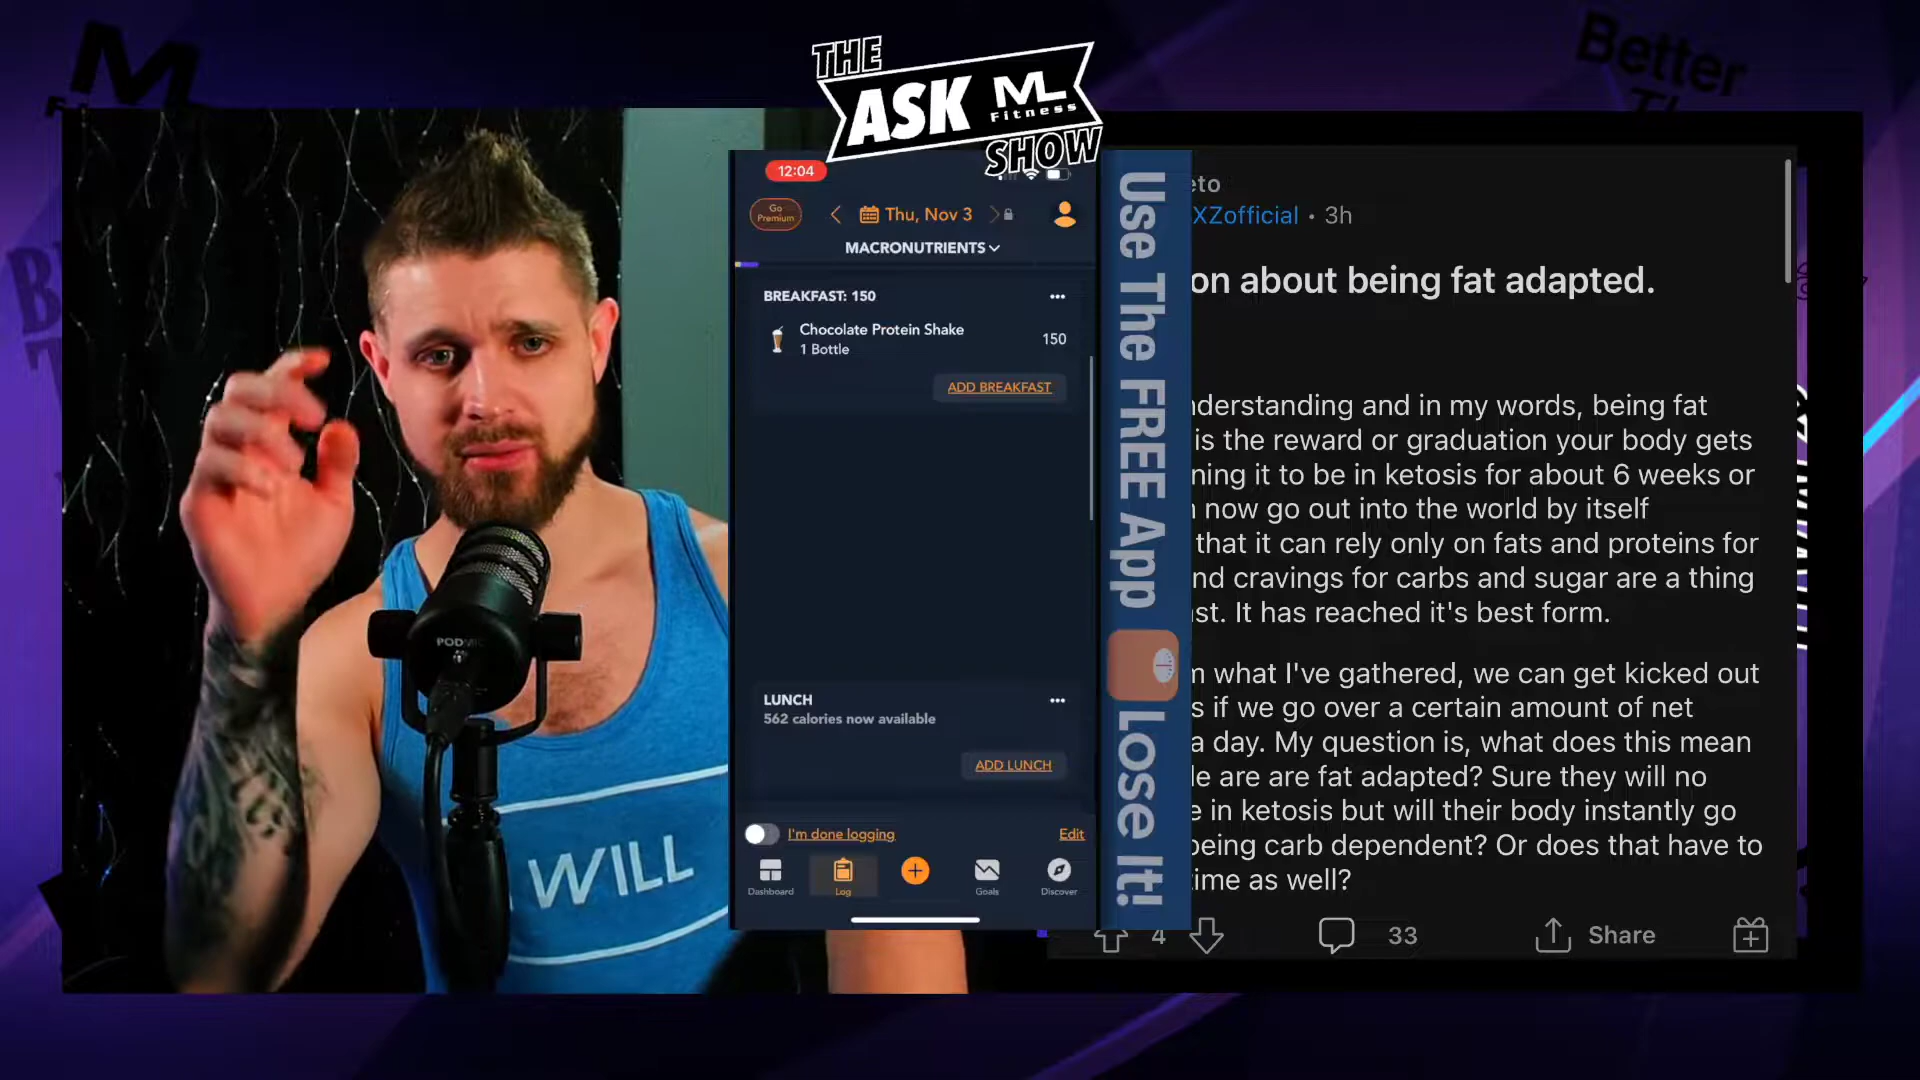 THE
ASK ML
Fitness
SHOW
Better
12:04
Go
Premium
Thu, Nov 3
MACRONUTRIENTS
BREAKFAST: 150
Chocolate Protein Shake
1 Bottle
150
ADD BREAKFAST
LUNCH
562 calories now available
ADD LUNCH
I'm done logging
Edit
Dashboard
Log
Goals
Discover
Use The FREE App Lose It!
eto
XZofficial • 3h
on about being fat adapted.
nderstanding and in my words, being fat
is the reward or graduation your body gets
ning it to be in ketosis for about 6 weeks or
now go out into the world by itself
that it can rely only on fats and proteins for
nd cravings for carbs and sugar are a thing
st. It has reached it's best form.
what I've gathered, we can get kicked out
s if we go over a certain amount of net
a day. My question is, what does this mean
le are are fat adapted? Sure they will no
e in ketosis but will their body instantly go
being carb dependent? Or does that have to
time as well?
4
33
Share
PODMIC
WILL